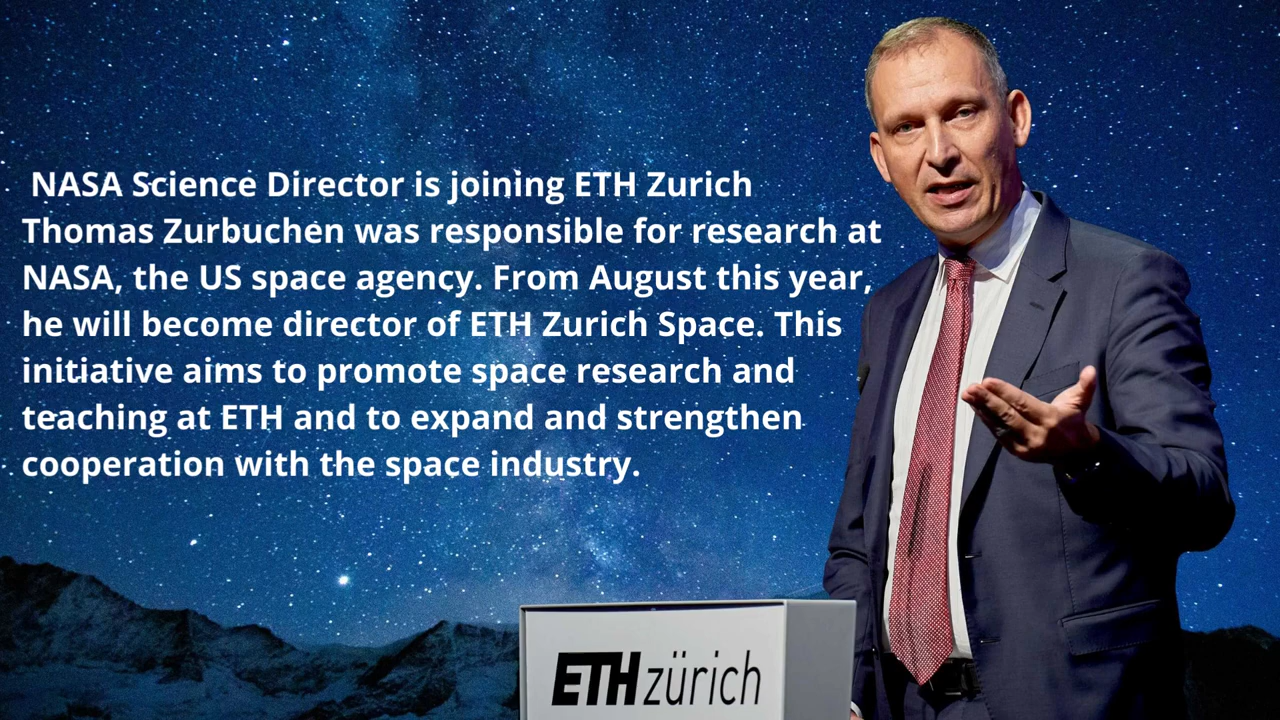 NASA Science Director is joining ETH Zurich
Thomas Zurbuchen was responsible for research at
NASA, the US space agency. From August this year,
he will become director of ETH Zurich Space. This
initiative aims to promote space research and
teaching at ETH and to expand and strengthen
cooperation with the space industry.
ETH zürich